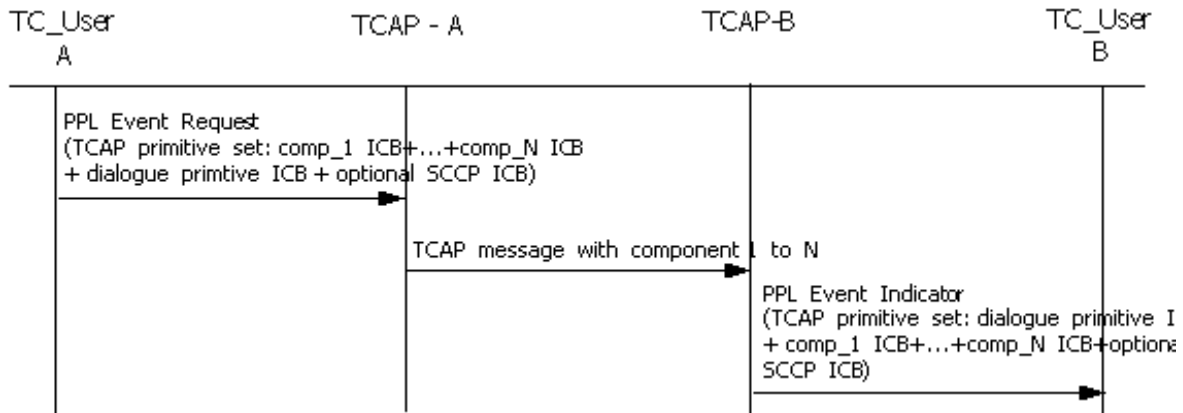 TC_User
A
TCAP - A
TCAP-B
TC_User
B
PPL Event Request
(TCAP primitive set: comp_1 ICB+...+comp_N ICB
+ dialogue primtive ICB + optional SCCP ICB)
TCAP message with component 1 to N
PPL Event Indicator
(TCAP primitive set: dialogue primitive I
+ comp_1 ICB+...+comp_N ICB+optiona
SCCP ICB)